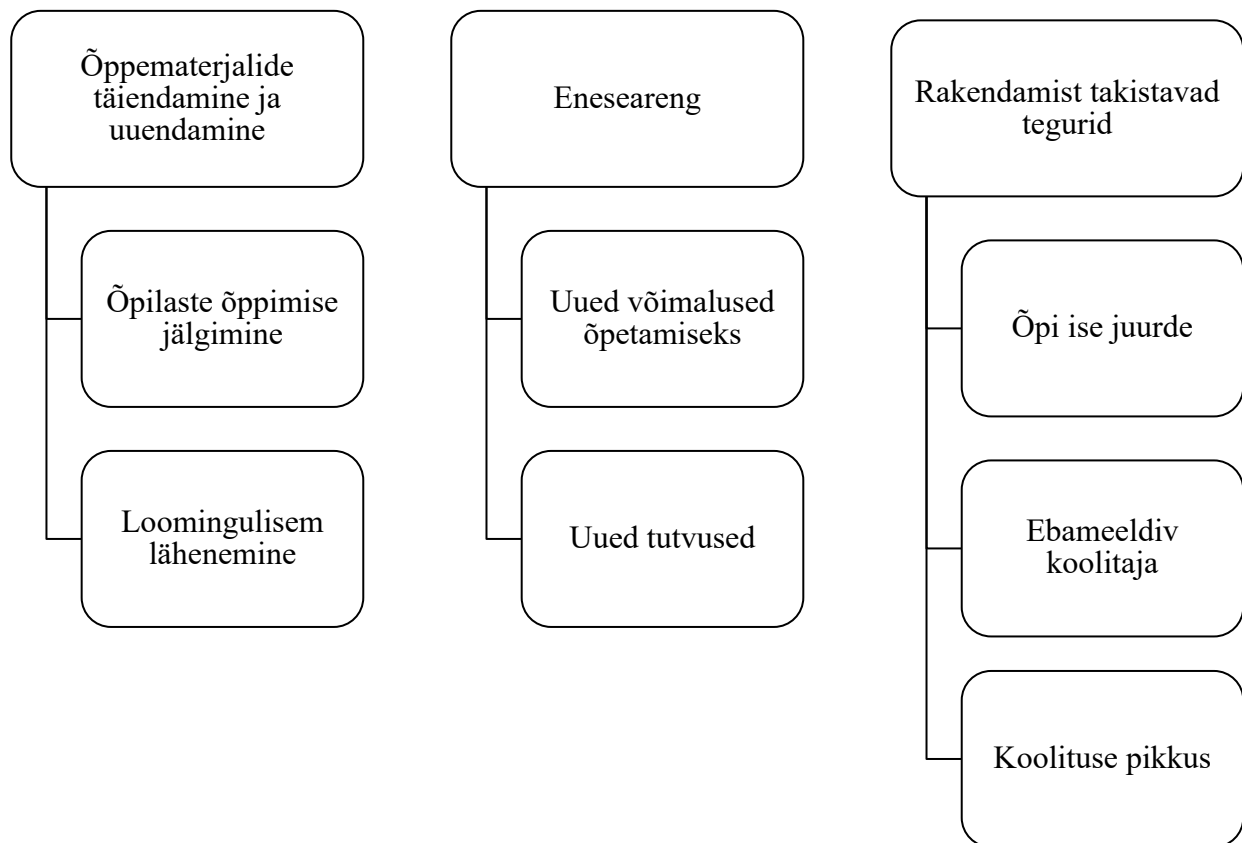 Õppematerjalide
täiendamine ja
uuendamine
Õpilaste õppimise
jälgimine
Loomingulisem
lähenemine
Eneseareng
Uued võimalused
õpetamiseks
Uued tutvused
Rakendamist takistavad
tegurid
Õpi ise juurde
Ebameeldiv
koolitaja
Koolituse pikkus